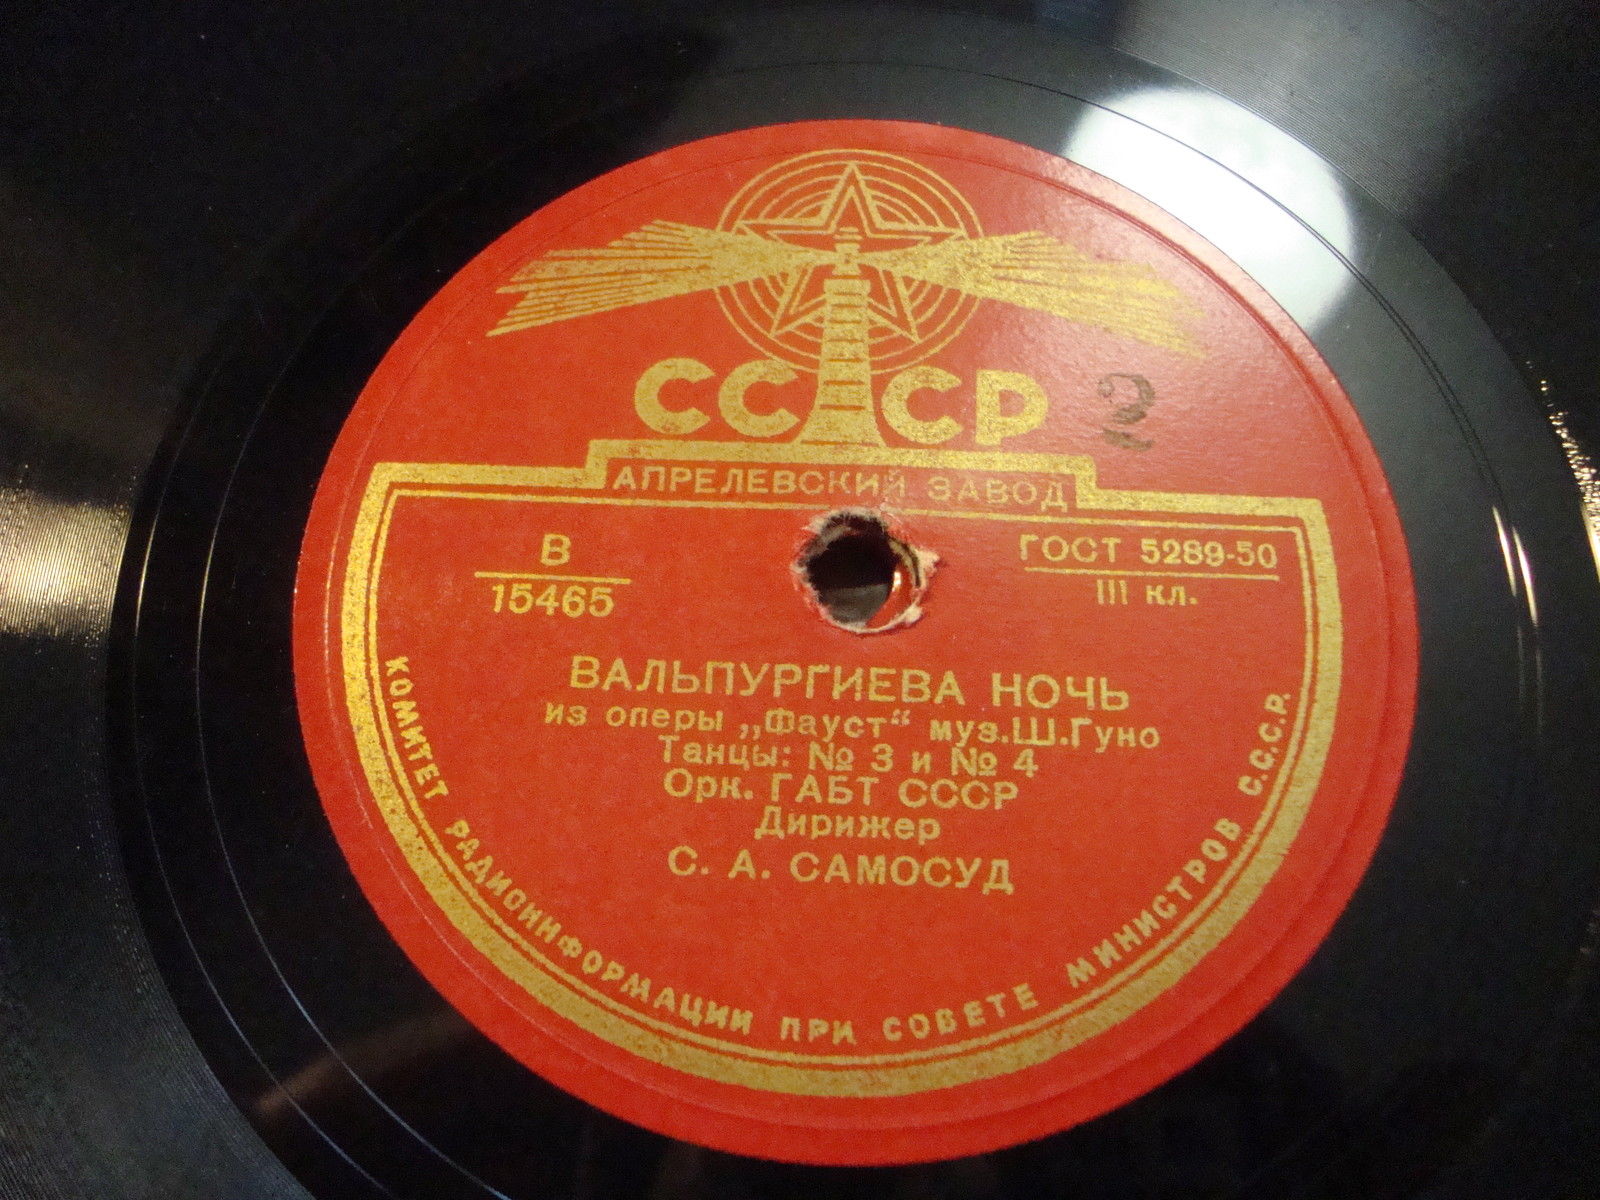 СССР 2
АПРЕЛЕВСКИЙ ЗАВОД
В
15465
ГОСТ 5289-50
III кл.
ВАЛЬПУРГИЕВА НОЧЬ
из оперы „Фауст“ муз.Ш.Гуно
Танцы: № 3 и № 4
Орк. ГАБТ СССР
Дирижер
С. А. САМОСУД
КОМИТЕТ РАДИОИНФОРМАЦИИ ПРИ СОВЕТЕ МИНИСТРОВ С.С.С.Р.